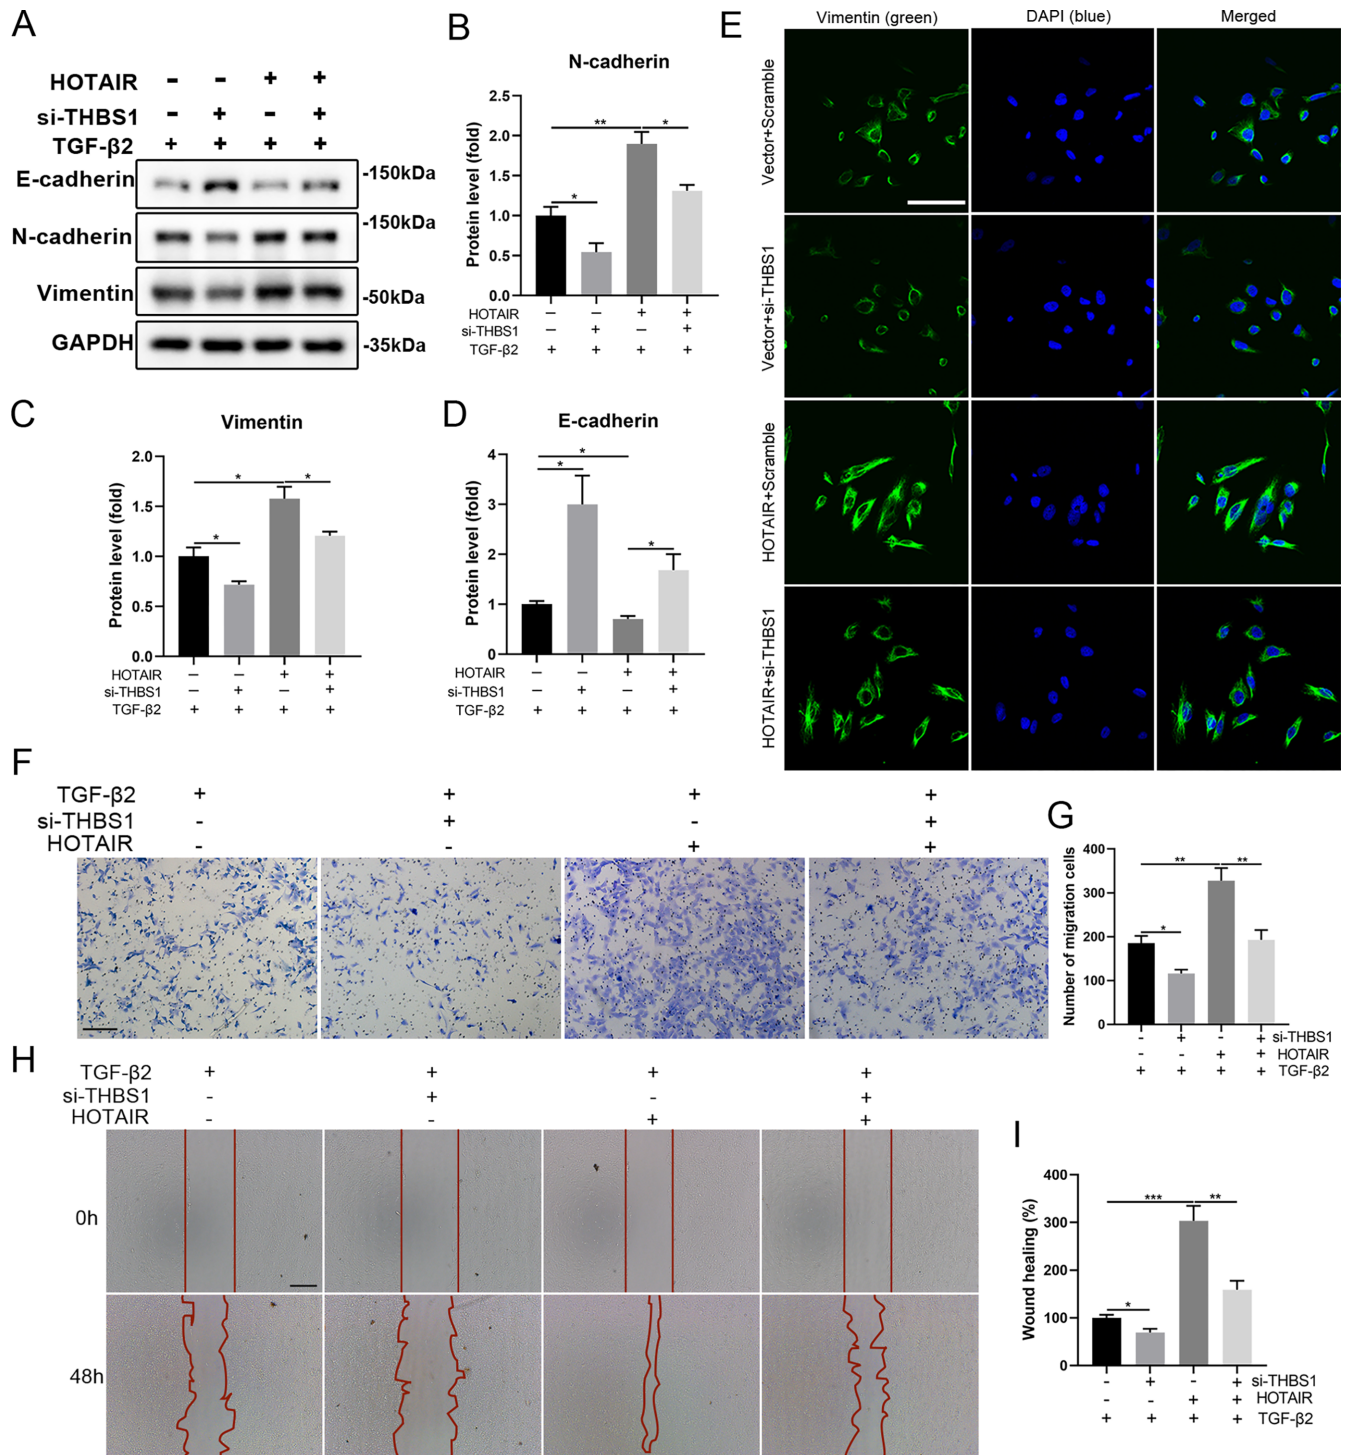 A
HOTAIR - - + +
si-THBS1 - + - +
TGF-β2 + + + +
E-cadherin -150kDa
N-cadherin -150kDa
Vimentin -50kDa
GAPDH -35kDa
B
N-cadherin
Protein level (fold)
2.5
2.0
1.5
1.0
0.5
0.0
** *
*
HOTAIR − − + +
si-THBS1 − + − +
TGF-β2 + + + +
C
Vimentin
Protein level (fold)
2.0
1.5
1.0
0.5
0.0
* *
*
HOTAIR − − + +
si-THBS1 − + − +
TGF-β2 + + + +
D
E-cadherin
Protein level (fold)
4
3
2
1
0
*
*
*
HOTAIR − − + +
si-THBS1 − + − +
TGF-β2 + + + +
E
Vimentin (green) DAPI (blue) Merged
Vector+Scramble
Vector+si-THBS1
HOTAIR+Scramble
HOTAIR+si-THBS1
F
TGF-β2 + + + +
si-THBS1 - + - +
HOTAIR - - + +
G
Number of migration cells
400
300
200
100
0
** **
*
- + - + si-THBS1
- - + + HOTAIR
+ + + + TGF-β2
H
TGF-β2 + + + +
si-THBS1 - + - +
HOTAIR - - + +
0h
48h
I
Wound healing (%)
400
300
200
100
0
*** **
*
- + - + si-THBS1
- - + + HOTAIR
+ + + + TGF-β2